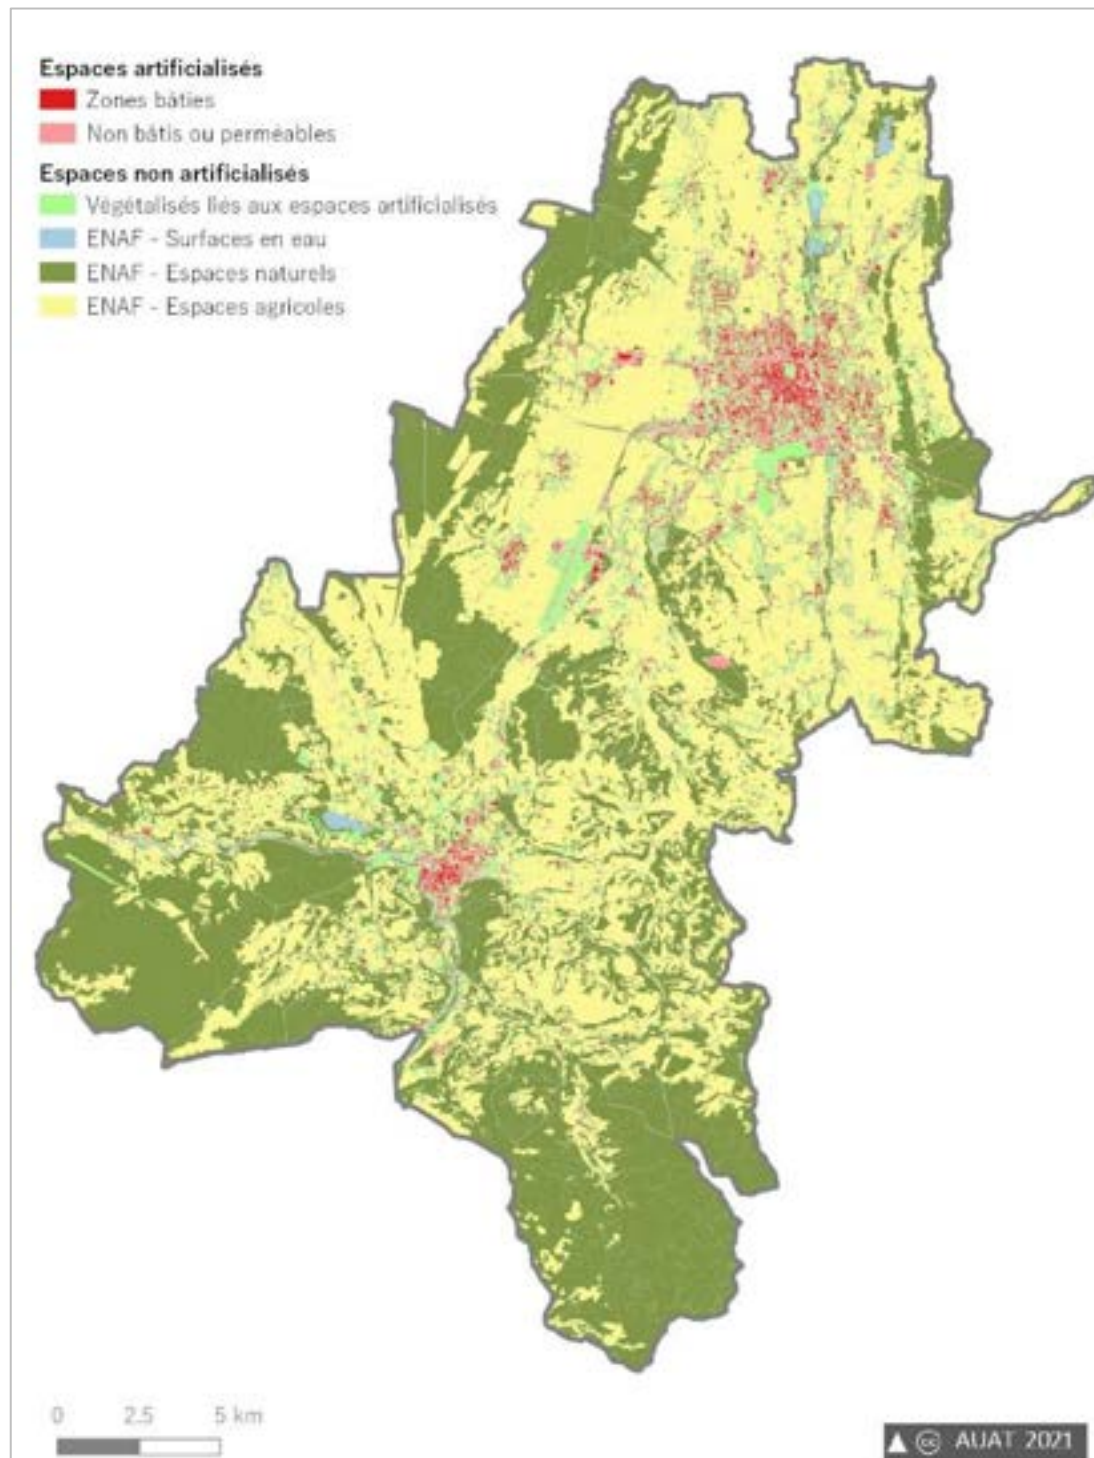 Espaces artificialisés
Zones bâties
Non bâtis ou perméables
Espaces non artificialisés
Végétalisés liés aux espaces artificialisés
ENAF - Surfaces en eau
ENAF - Espaces naturels
ENAF - Espaces agricoles
0 2.5 5 km
cc AUAT 2021